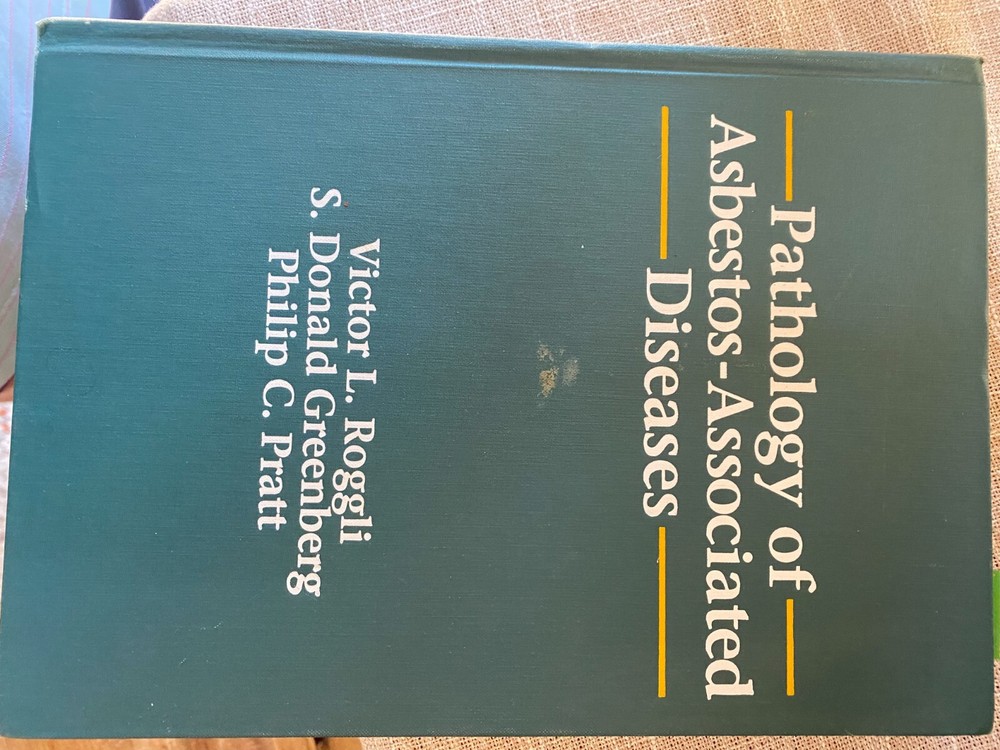 Pathology of
Asbestos-Associated
Diseases
Victor L. Roggli
S. Donald Greenberg
Philip C. Pratt